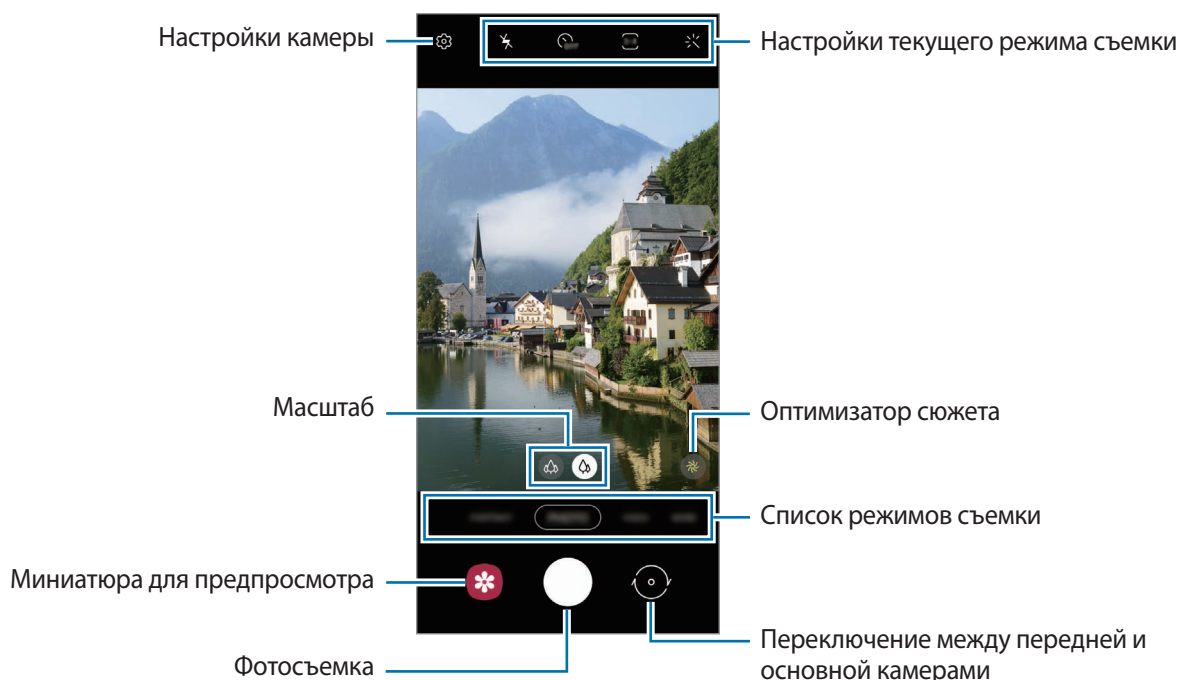 Настройки камеры
Настройки текущего режима съемки
Масштаб
Оптимизатор сюжета
Список режимов съемки
Миниатюра для предпросмотра
Фотосъемка
Переключение между передней и
основной камерами